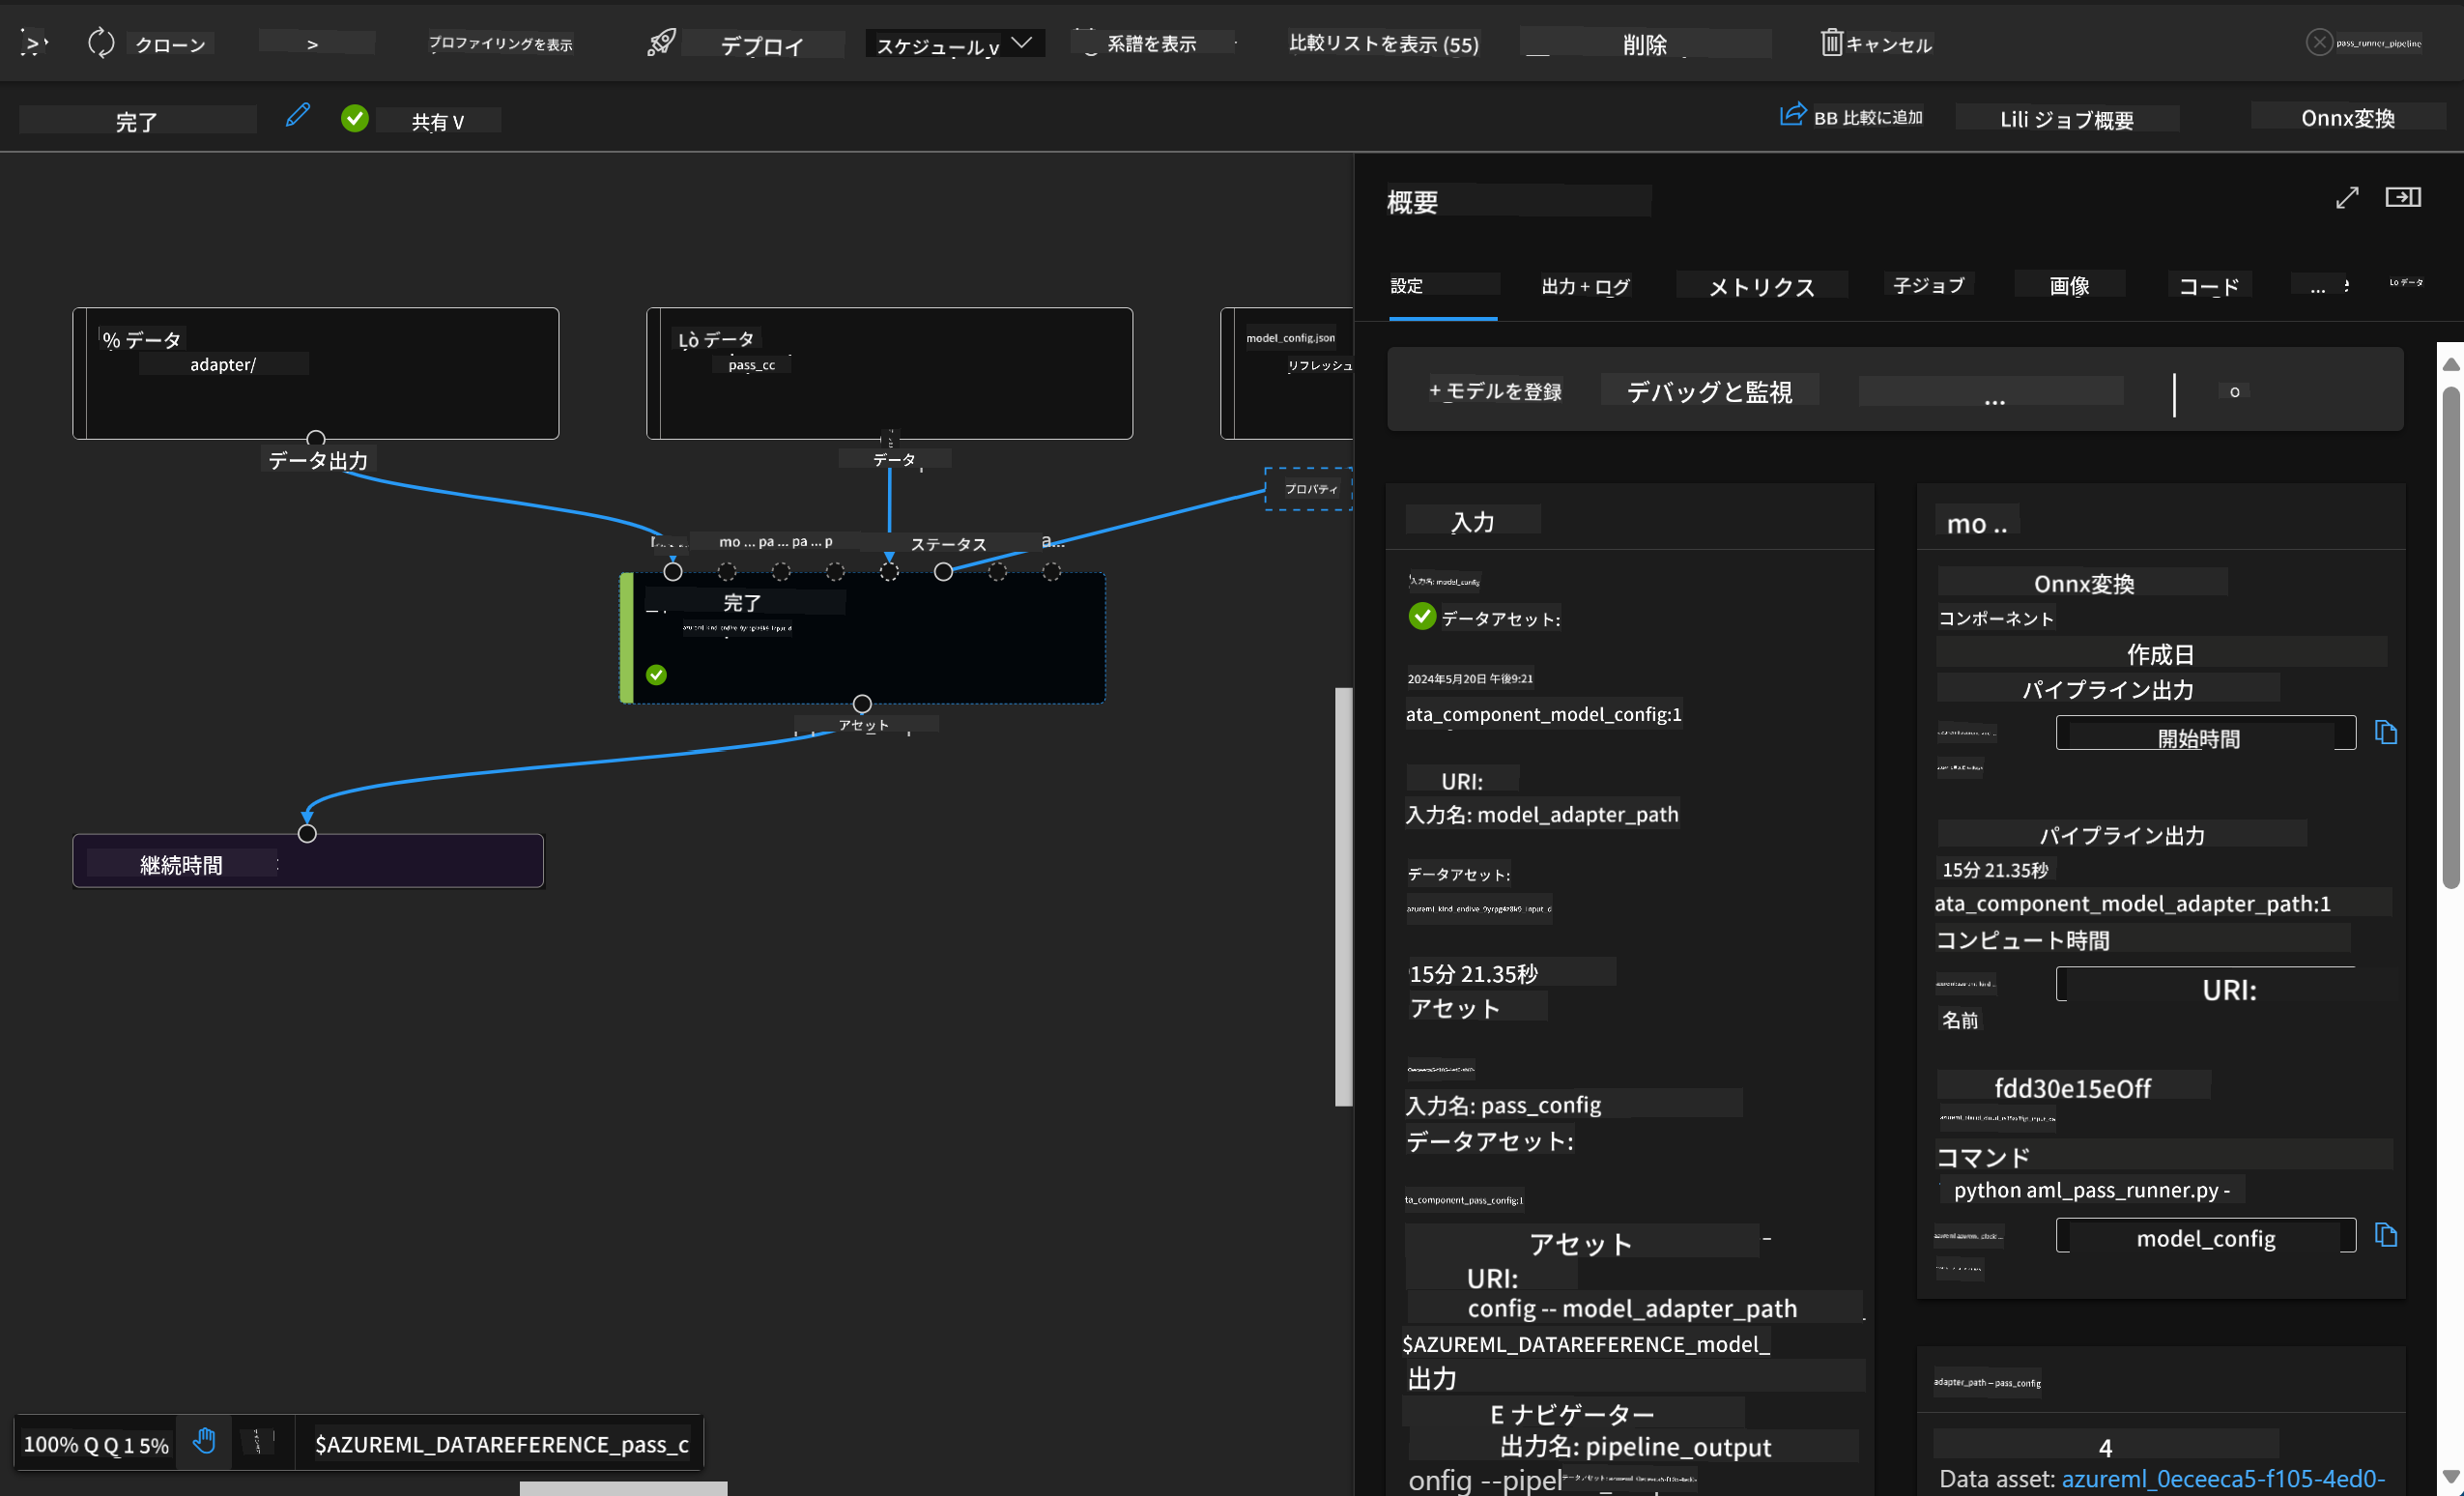 クローン
>
プロファイリングを表示
デプロイ
スケジュール v
系譜を表示
比較リストを表示 (55)
削除
キャンセル
pass_runner_pipeline
完了
共有 V
BB 比較に追加
Lili ジョブ概要
Onnx変換
概要
設定
出力 + ログ
メトリクス
子ジョブ
画像
コード
...
Lo データ
+ モデルを登録
デバッグと監視
...
o
% データ
adapter/
データ出力
Lò データ
pass_cc
データ
model_config.json
リフレッシュ
プロパティ
mo ... pa ... pa ... p
ステータス
a...
完了
アセット
継続時間
入力
入力名: model_config
データアセット:
2024年5月20日 午後9:21
ata_component_model_config:1
URI:
入力名: model_adapter_path
データアセット:
15分 21.35秒
アセット
入力名: pass_config
データアセット:
ta_component_pass_config:1
アセット
URI:
config -- model_adapter_path
$AZUREML_DATAREFERENCE_model_
出力
E ナビゲーター
出力名: pipeline_output
onfig --pipel
mo ..
Onnx変換
コンポーネント
作成日
パイプライン出力
開始時間
パイプライン出力
15分 21.35秒
ata_component_model_adapter_path:1
コンピュート時間
URI:
名前
fdd30e15eOff
コマンド
python aml_pass_runner.py -
model_config
adapter_path -- pass_config
4
Data asset: azureml_0eceeca5-f105-4ed0-
100% Q Q 1 5%
$AZUREML_DATAREFERENCE_pass_c